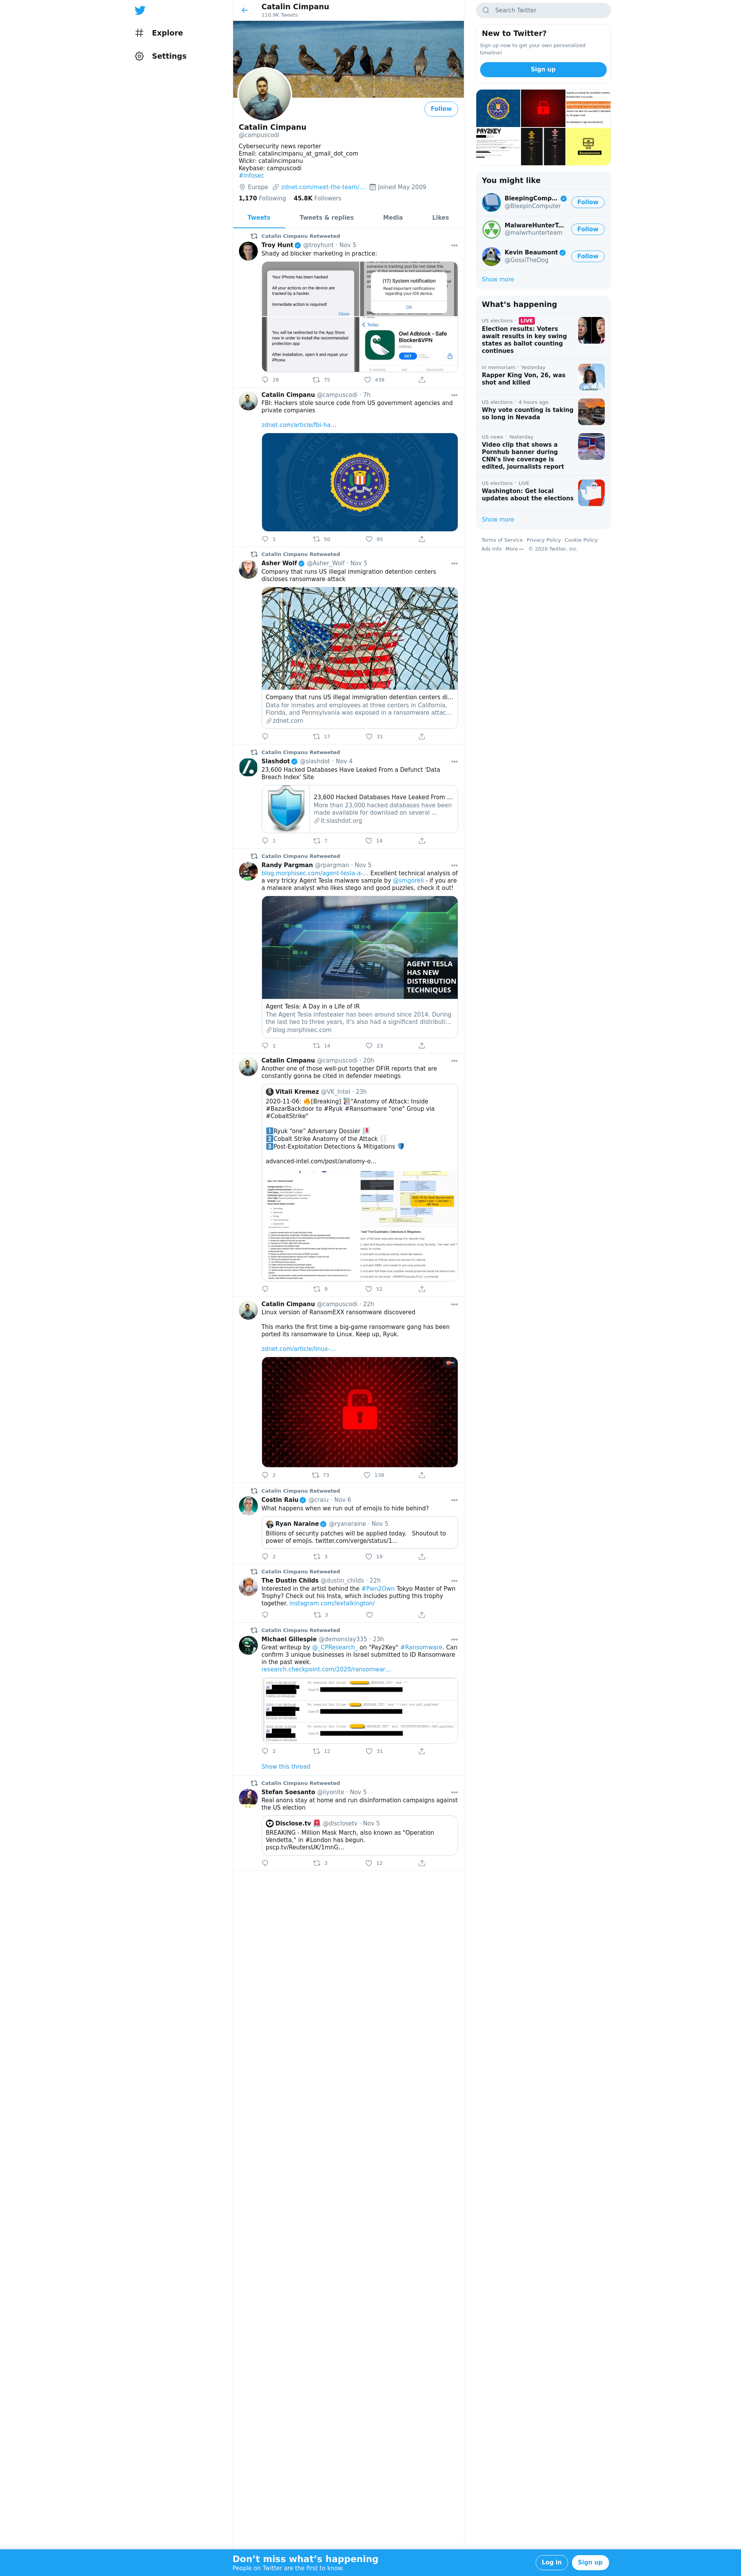 Explore
Settings
Catalin Cimpanu
110.9K Tweets
Follow
Catalin Cimpanu
@campuscodi
Cybersecurity news reporter
Email: catalincimpanu_at_gmail_dot_com
Wickr: catalincimpanu
Keybase: campuscodi
#infosec
Europe zdnet.com/meet-the-team/... Joined May 2009
1,170 Following 45.8K Followers
Tweets Tweets & replies Media Likes
Catalin Cimpanu Retweeted
Troy Hunt @troyhunt · Nov 5
Shady ad blocker marketing in practice:
Your iPhone has been hacked
All your actions on the device are tracked by a hacker.
Immediate action is required!
Close
(17) System notification
Read important notifications regarding your iOS device.
OK
You will be redirected to the App Store now in order to install the recommended protection app
After installation, open it and repair your iPhone.
Today
Owl Adblock - Safe Blocker&VPN
GET
28 75 438
Catalin Cimpanu @campuscodi · 7h
FBI: Hackers stole source code from US government agencies and
private companies
zdnet.com/article/fbi-ha...
1 50 85
Catalin Cimpanu Retweeted
Asher Wolf @Asher_Wolf · Nov 5
Company that runs US illegal immigration detention centers
discloses ransomware attack
Company that runs US illegal immigration detention centers di...
Data for inmates and employees at three centers in California,
Florida, and Pennsylvania was exposed in a ransomware attac...
zdnet.com
17 31
Catalin Cimpanu Retweeted
Slashdot @slashdot · Nov 4
23,600 Hacked Databases Have Leaked From a Defunct 'Data
Breach Index' Site
23,600 Hacked Databases Have Leaked From ...
More than 23,000 hacked databases have been
made available for download on several ...
it.slashdot.org
1 7 14
Catalin Cimpanu Retweeted
Randy Pargman @rpargman · Nov 5
blog.morphisec.com/agent-tesla-a-... Excellent technical analysis of
a very tricky Agent Tesla malware sample by @smgoreli - if you are
a malware analyst who likes stego and good puzzles, check it out!
AGENT TESLA
HAS NEW
DISTRIBUTION
TECHNIQUES
Agent Tesla: A Day in a Life of IR
The Agent Tesla infostealer has been around since 2014. During
the last two to three years, it's also had a significant distributi...
blog.morphisec.com
1 14 23
Catalin Cimpanu @campuscodi · 20h
Another one of those well-put together DFIR reports that are
constantly gonna be cited in defender meetings
Vitali Kremez @VK_Intel · 23h
2020-11-06: 🔥[Breaking] "Anatomy of Attack: Inside
#BazarBackdoor to #Ryuk #Ransomware "one" Group via
#CobaltStrike"
1️⃣Ryuk "one" Adversary Dossier
2️⃣Cobalt Strike Anatomy of the Attack
3️⃣Post-Exploitation Detections & Mitigations 🛡
advanced-intel.com/post/anatomy-o...
9 52
Catalin Cimpanu @campuscodi · 22h
Linux version of RansomEXX ransomware discovered
This marks the first time a big-game ransomware gang has been
ported its ransomware to Linux. Keep up, Ryuk.
zdnet.com/article/linux-...
2 73 138
Catalin Cimpanu Retweeted
Costin Raiu @craiu · Nov 6
What happens when we run out of emojis to hide behind?
Ryan Naraine @ryanaraine · Nov 5
Billions of security patches will be applied today. Shoutout to
power of emojis. twitter.com/verge/status/1...
2 3 19
Catalin Cimpanu Retweeted
The Dustin Childs @dustin_childs · 22h
Interested in the artist behind the #Pwn2Own Tokyo Master of Pwn
Trophy? Check out his Insta, which includes putting this trophy
together. instagram.com/lextalkington/
3
Catalin Cimpanu Retweeted
Michael Gillespie @demonslay335 · 23h
Great writeup by @_CPResearch_ on "Pay2Key" #Ransomware. Can
confirm 3 unique businesses in Israel submitted to ID Ransomware
in the past week.
research.checkpoint.com/2020/ransomwar...
2 12 31
Show this thread
Catalin Cimpanu Retweeted
Stefan Soesanto @iiyonite · Nov 5
Real anons stay at home and run disinformation campaigns against
the US election
Disclose.tv 🚨 @disclosetv · Nov 5
BREAKING - Million Mask March, also known as "Operation
Vendetta," in #London has begun.
pscp.tv/ReutersUK/1mnG...
3 12
Search Twitter
New to Twitter?
Sign up now to get your own personalized
timeline!
Sign up
PAY2KEY
You might like
BleepingComp...
@BleepinComputer
Follow
MalwareHunterT...
@malwrhunterteam
Follow
Kevin Beaumont
@GossiTheDog
Follow
Show more
What's happening
US elections · LIVE
Election results: Voters
await results in key swing
states as ballot counting
continues
In memoriam · Yesterday
Rapper King Von, 26, was
shot and killed
US elections · 4 hours ago
Why vote counting is taking
so long in Nevada
US news · Yesterday
Video clip that shows a
Pornhub banner during
CNN's live coverage is
edited, journalists report
US elections · LIVE
Washington: Get local
updates about the elections
Show more
Terms of Service Privacy Policy Cookie Policy
Ads info More © 2020 Twitter, Inc.
Don't miss what's happening
People on Twitter are the first to know.
Log in
Sign up